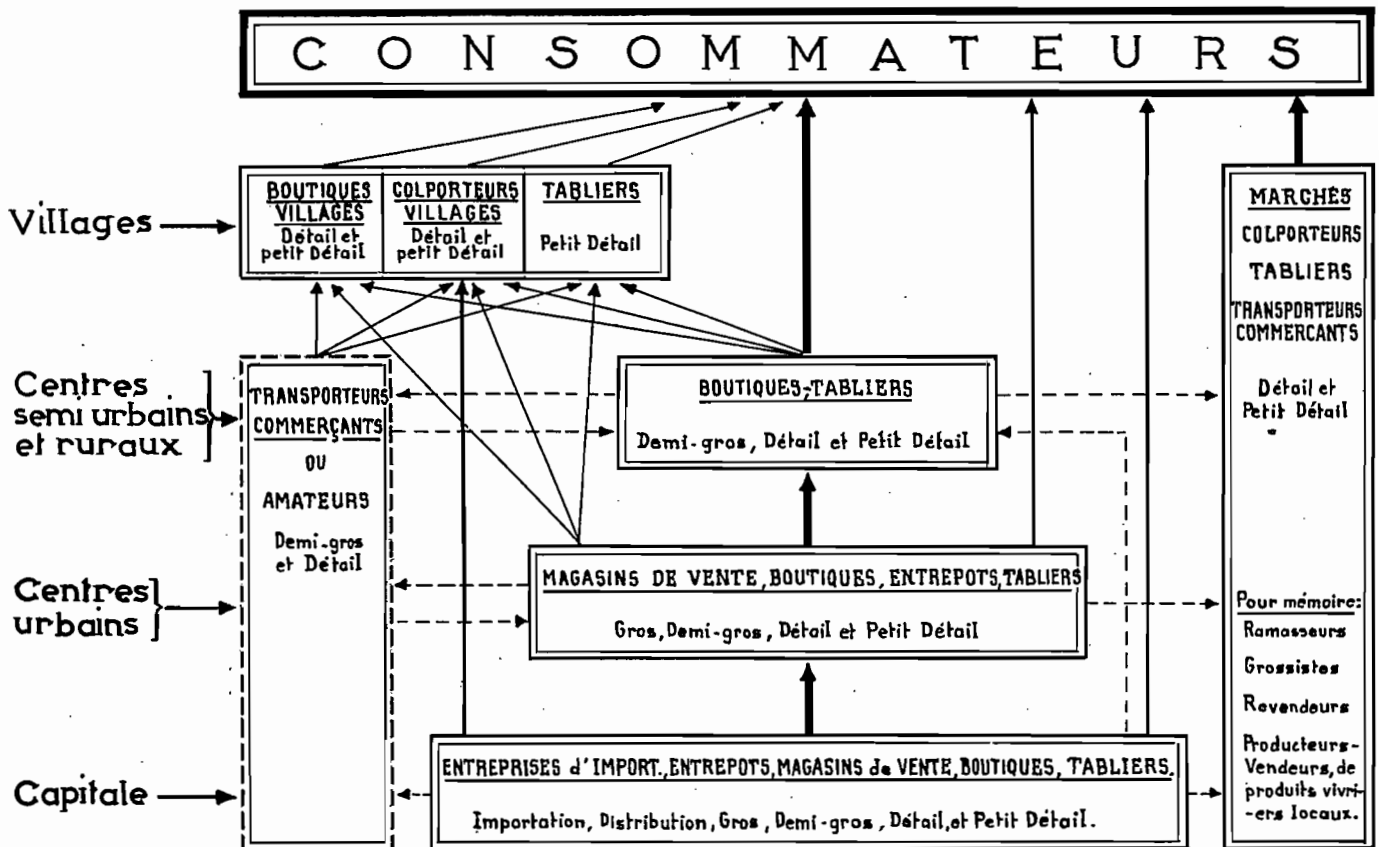 CONSOMMATEURS
Villages
BOUTIQUES
VILLAGES
Détail et
petit Détail
COLPORTEURS
VILLAGES
Détail et
petit Détail
TABLIERS
Petit Détail
MARCHÉS
COLPORTEURS
TABLIERS
TRANSPORTEURS
COMMERCANTS
Détail et
Petit Détail
Centres
semi urbains
et ruraux
TRANSPORTEURS
COMMERÇANTS
OU
AMATEURS
Demi-gros
et Détail
BOUTIQUES-TABLIERS
Demi-gros, Détail et Petit Détail
Centres
urbains
MAGASINS DE VENTE, BOUTIQUES, ENTREPOTS, TABLIERS
Gros, Demi-gros, Détail et Petit Détail
Pour mémoire:
Ramasseurs
Grossistes
Revendeurs
Producteurs-
Vendeurs, de
produits vivri-
-ers locaux.
Capitale
ENTREPRISES d'IMPORT., ENTREPOTS, MAGASINS de VENTE, BOUTIQUES, TABLIERS.
Importation, Distribution, Gros, Demi-gros, Détail, et Petit Détail.